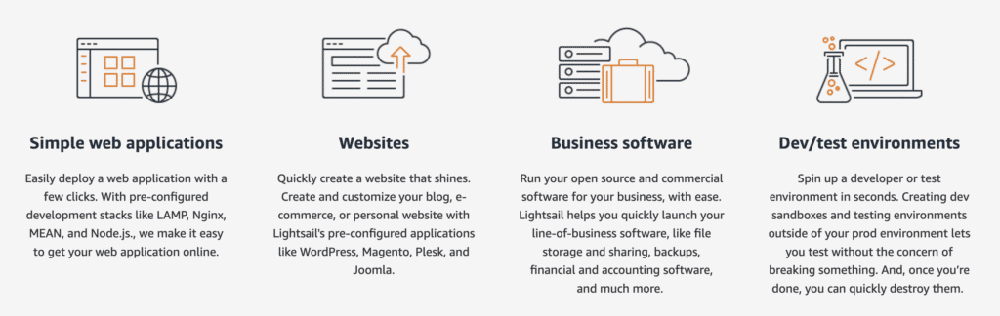 Simple web applications
Easily deploy a web application with a
few clicks. With pre-configured
development stacks like LAMP, Nginx,
MEAN, and Node.js., we make it easy
to get your web application online.
Websites
Quickly create a website that shines.
Create and customize your blog, e-
commerce, or personal website with
Lightsail's pre-configured applications
like WordPress, Magento, Plesk, and
Joomla.
Business software
Run your open source and commercial
software for your business, with ease.
Lightsail helps you quickly launch your
line-of-business software, like file
storage and sharing, backups,
financial and accounting software,
and much more.
Dev/test environments
Spin up a developer or test
environment in seconds. Creating dev
sandboxes and testing environments
outside of your prod environment lets
you test without the concern of
breaking something. And, once you're
done, you can quickly destroy them.